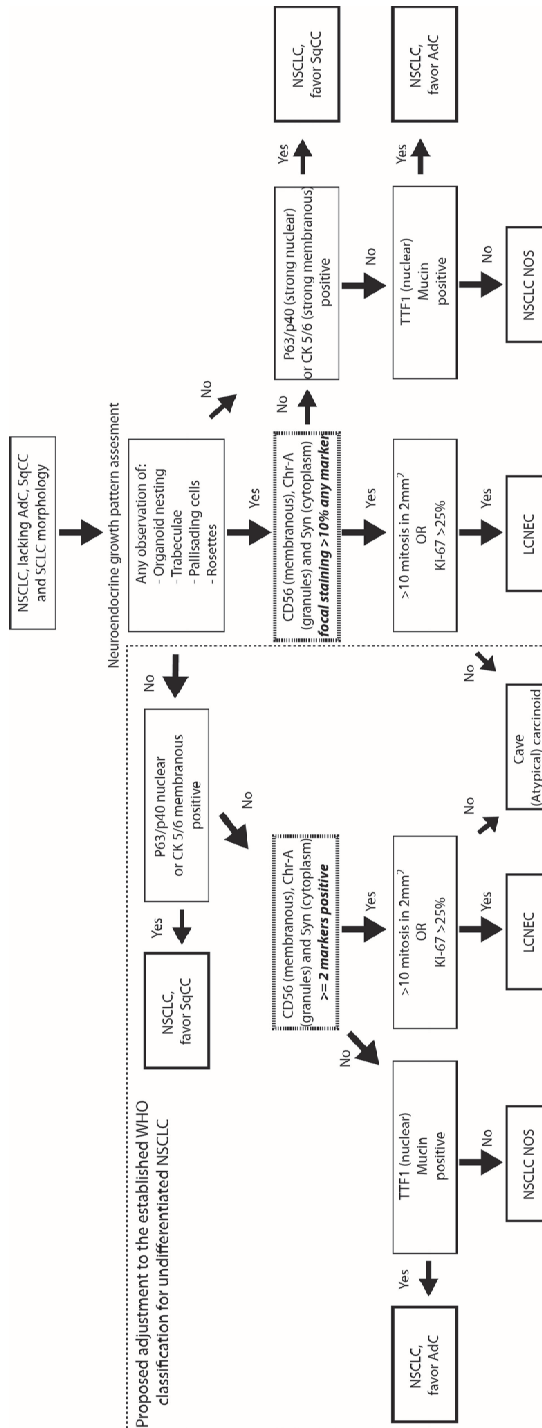 NSCLC, lacking AdC, SqCC
and SCLC morphology
Neuroendocrine growth pattern assesment
Any observation of:
- Organoid nesting
- Trabeculae
- Pallisading cells
- Rosettes
No
Yes
No
Proposed adjustment to the established WHO
classification for undifferentiated NSCLC
P63/p40 nuclear
or CK 5/6 membranous
positive
Yes
NSCLC,
favor SqCC
No
CD56 (membranous), Chr-A
(granules) and Syn (cytoplasm)
>= 2 markers positive
No
Yes
>10 mitosis in 2mm²
OR
KI-67 >25%
No
Yes
LCNEC
TTF1 (nuclear)
Mucin
positive
Yes
NSCLC,
favor AdC
No
NSCLC NOS
Cave
(Atypical) carcinoid
CD56 (membranous), Chr-A
(granules) and Syn (cytoplasm)
focal staining >10% any marker
No
Yes
>10 mitosis in 2mm²
OR
KI-67 >25%
No
Yes
LCNEC
P63/p40 (strong nuclear)
or CK 5/6 (strong membranous)
positive
Yes
NSCLC,
favor SqCC
No
TTF1 (nuclear)
Mucin
positive
Yes
NSCLC,
favor AdC
No
NSCLC NOS